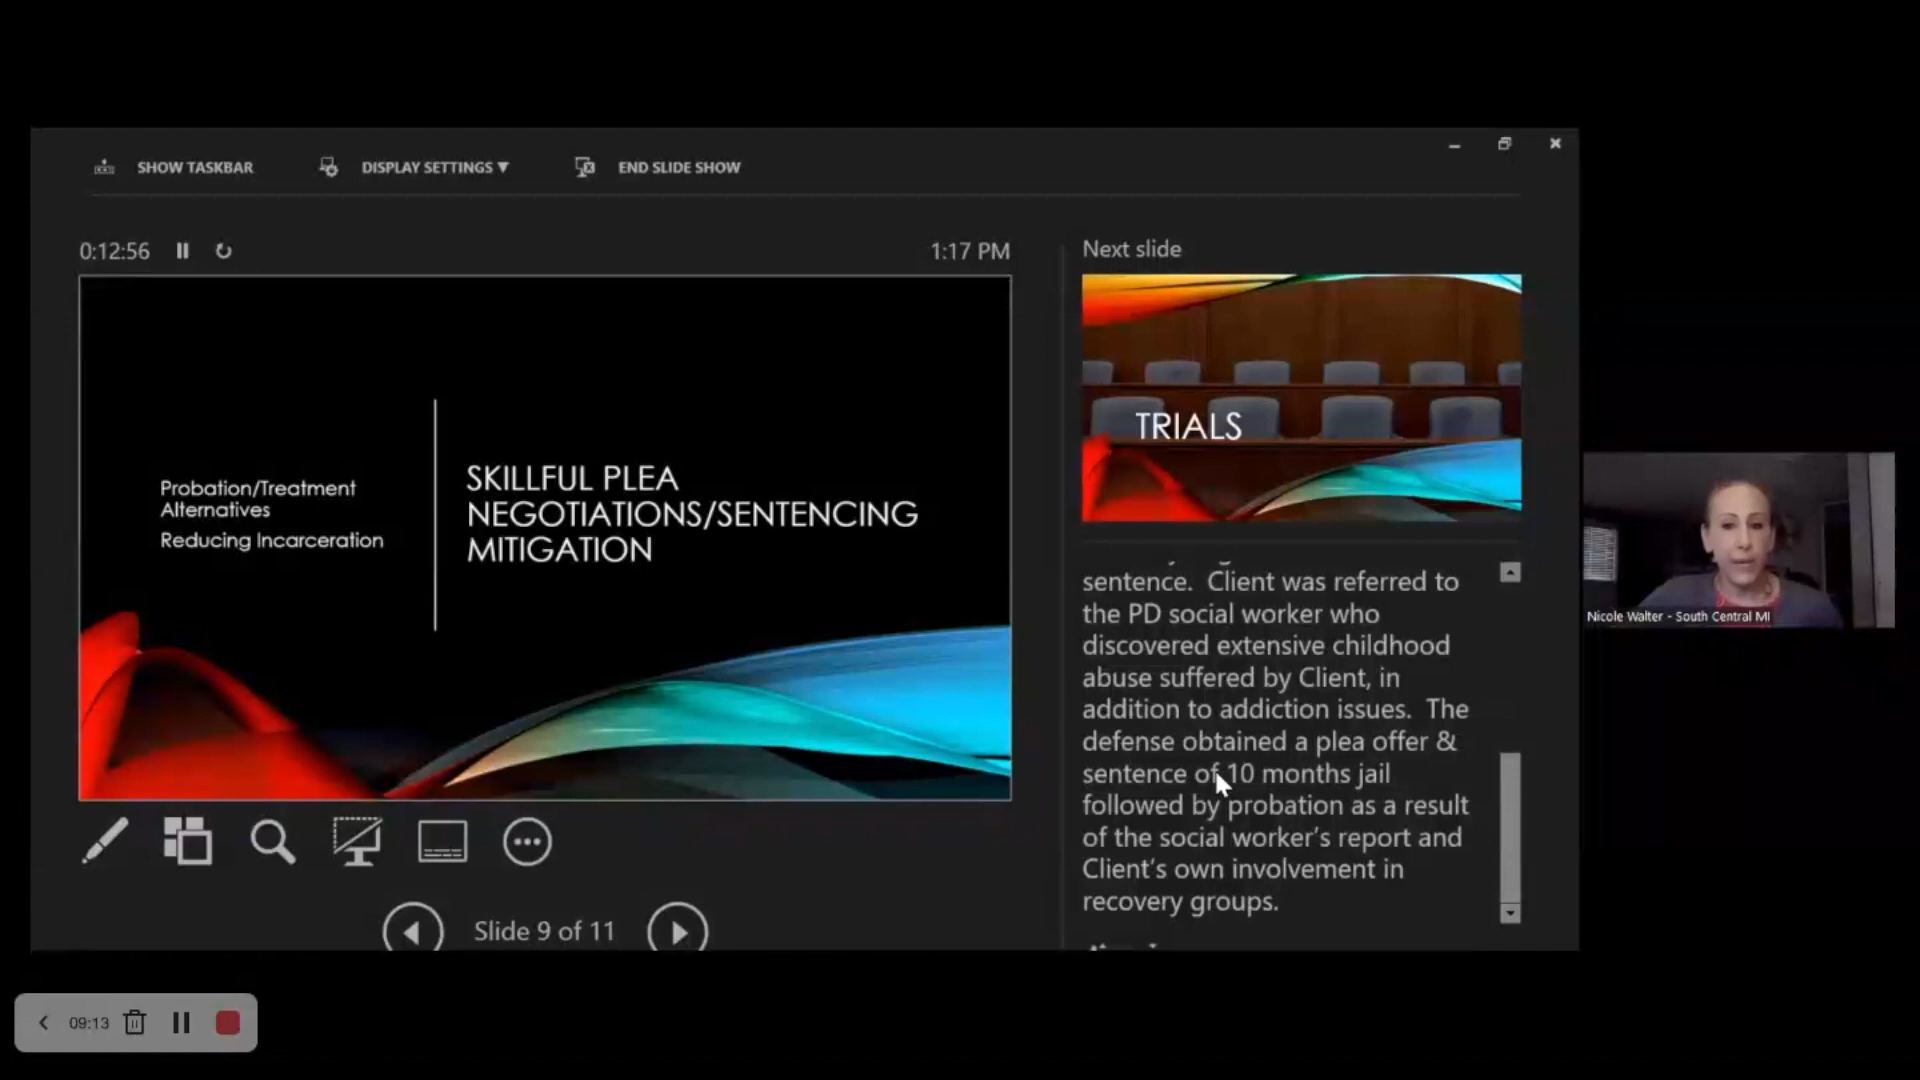 SHOW TASKBAR
DISPLAY SETTINGS ▼
END SLIDE SHOW
0:12:56
1:17 PM
Probation/Treatment
Alternatives
Reducing Incarceration
SKILLFUL PLEA
NEGOTIATIONS/SENTENCING
MITIGATION
Slide 9 of 11
Next slide
TRIALS
sentence. Client was referred to
the PD social worker who
discovered extensive childhood
abuse suffered by Client, in
addition to addiction issues. The
defense obtained a plea offer &
sentence of 10 months jail
followed by probation as a result
of the social worker's report and
Client's own involvement in
recovery groups.
Nicole Walter - South Central MI
09:13